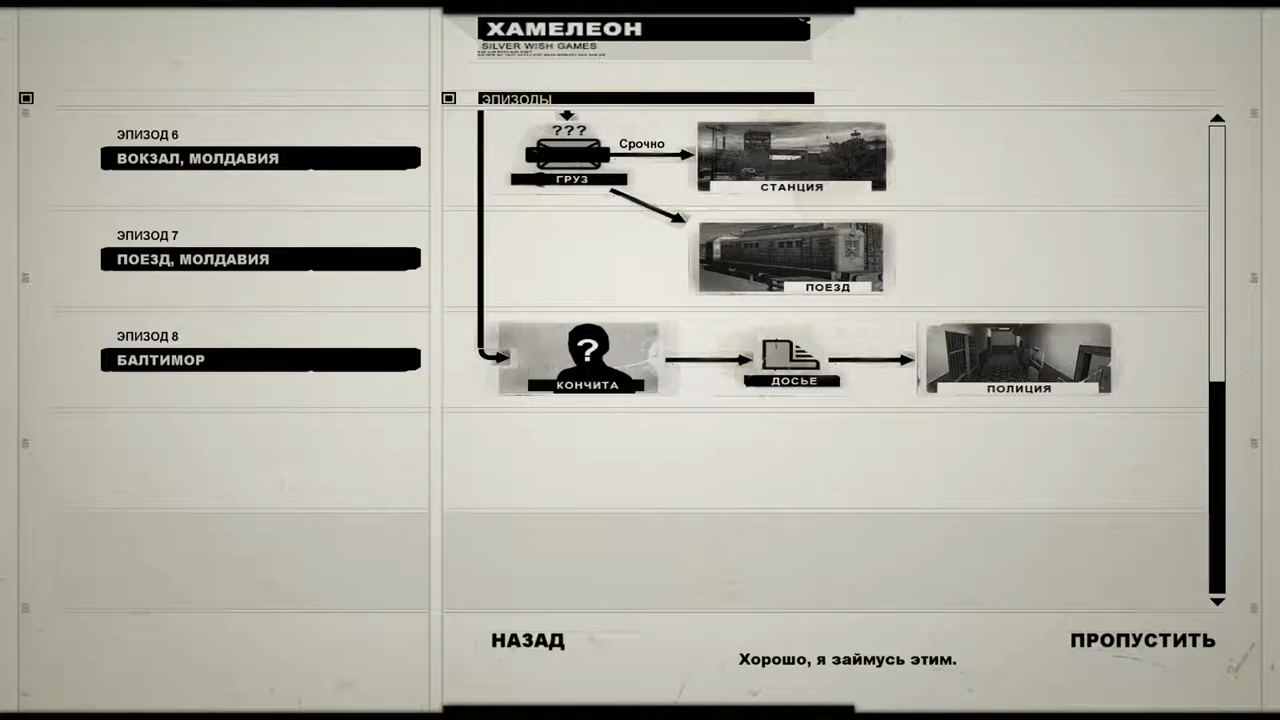 ХАМЕЛЕОН
SILVER WISH GAMES
ЭПИЗОДЫ
ЭПИЗОД 6
ВОКЗАЛ, МОЛДАВИЯ
???
Срочно
ГРУЗ
СТАНЦИЯ
ЭПИЗОД 7
ПОЕЗД, МОЛДАВИЯ
ПОЕЗД
ЭПИЗОД 8
БАЛТИМОР
?
КОНЧИТА
ДОСЬЕ
ПОЛИЦИЯ
НАЗАД
ПРОПУСТИТЬ
Хорошо, я займусь этим.